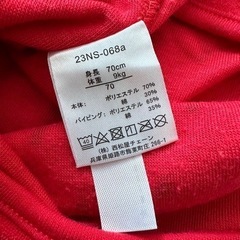 23NS-068a
身長 70cm
体重 9kg
70
ポリエステル 70%
綿 30%
パイピング: ポリエステル 65%
綿 35%
40
(株)西松屋チェーン
兵庫県姫路市飾東町庄 266-1